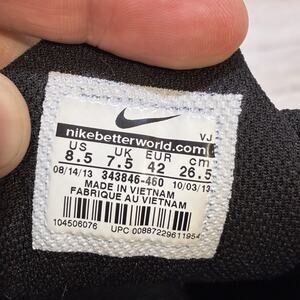 nikebetterworld.com
VJ
US UK EUR cm
8.5 7.5 42 26.5
08/14/13 343846-460 10/03/13
MADE IN VIETNAM
FABRIQUE AU VIETNAM
104506076 UPC 00887229611954